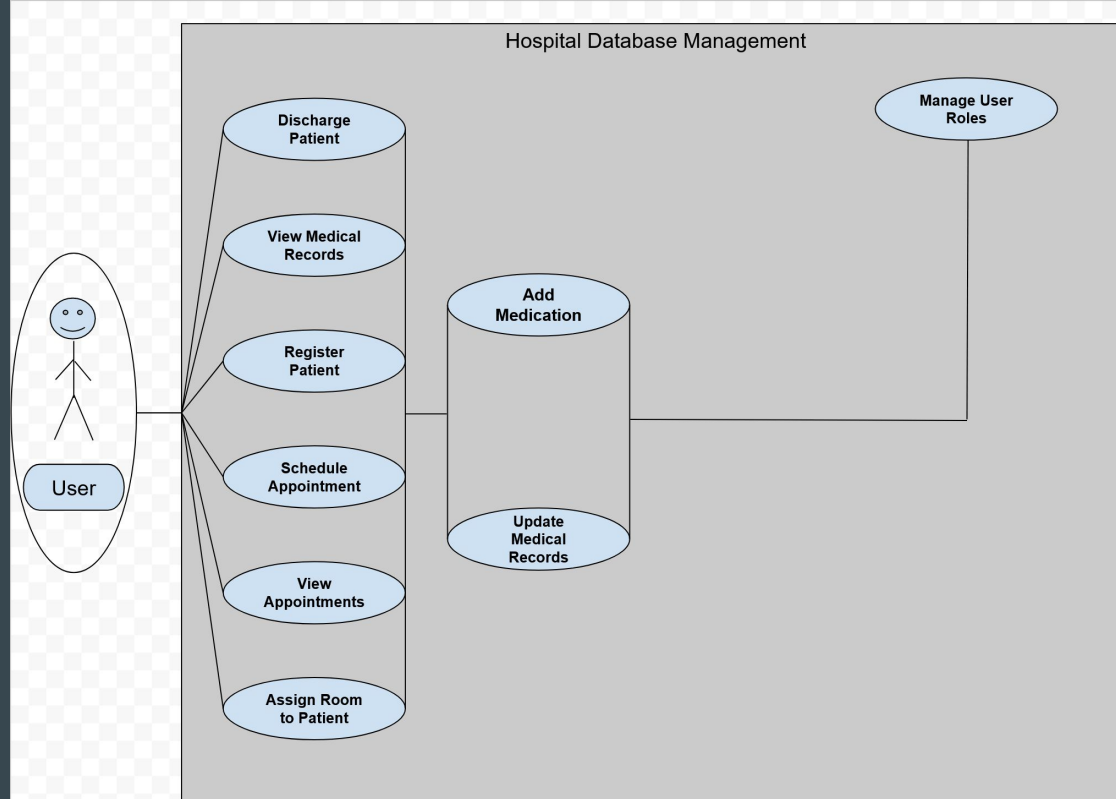 Hospital Database Management
Manage User
Roles
Discharge
Patient
View Medical
Records
Add
Medication
Register
Patient
Schedule
Appointment
User
Update
Medical
Records
View
Appointments
Assign Room
to Patient